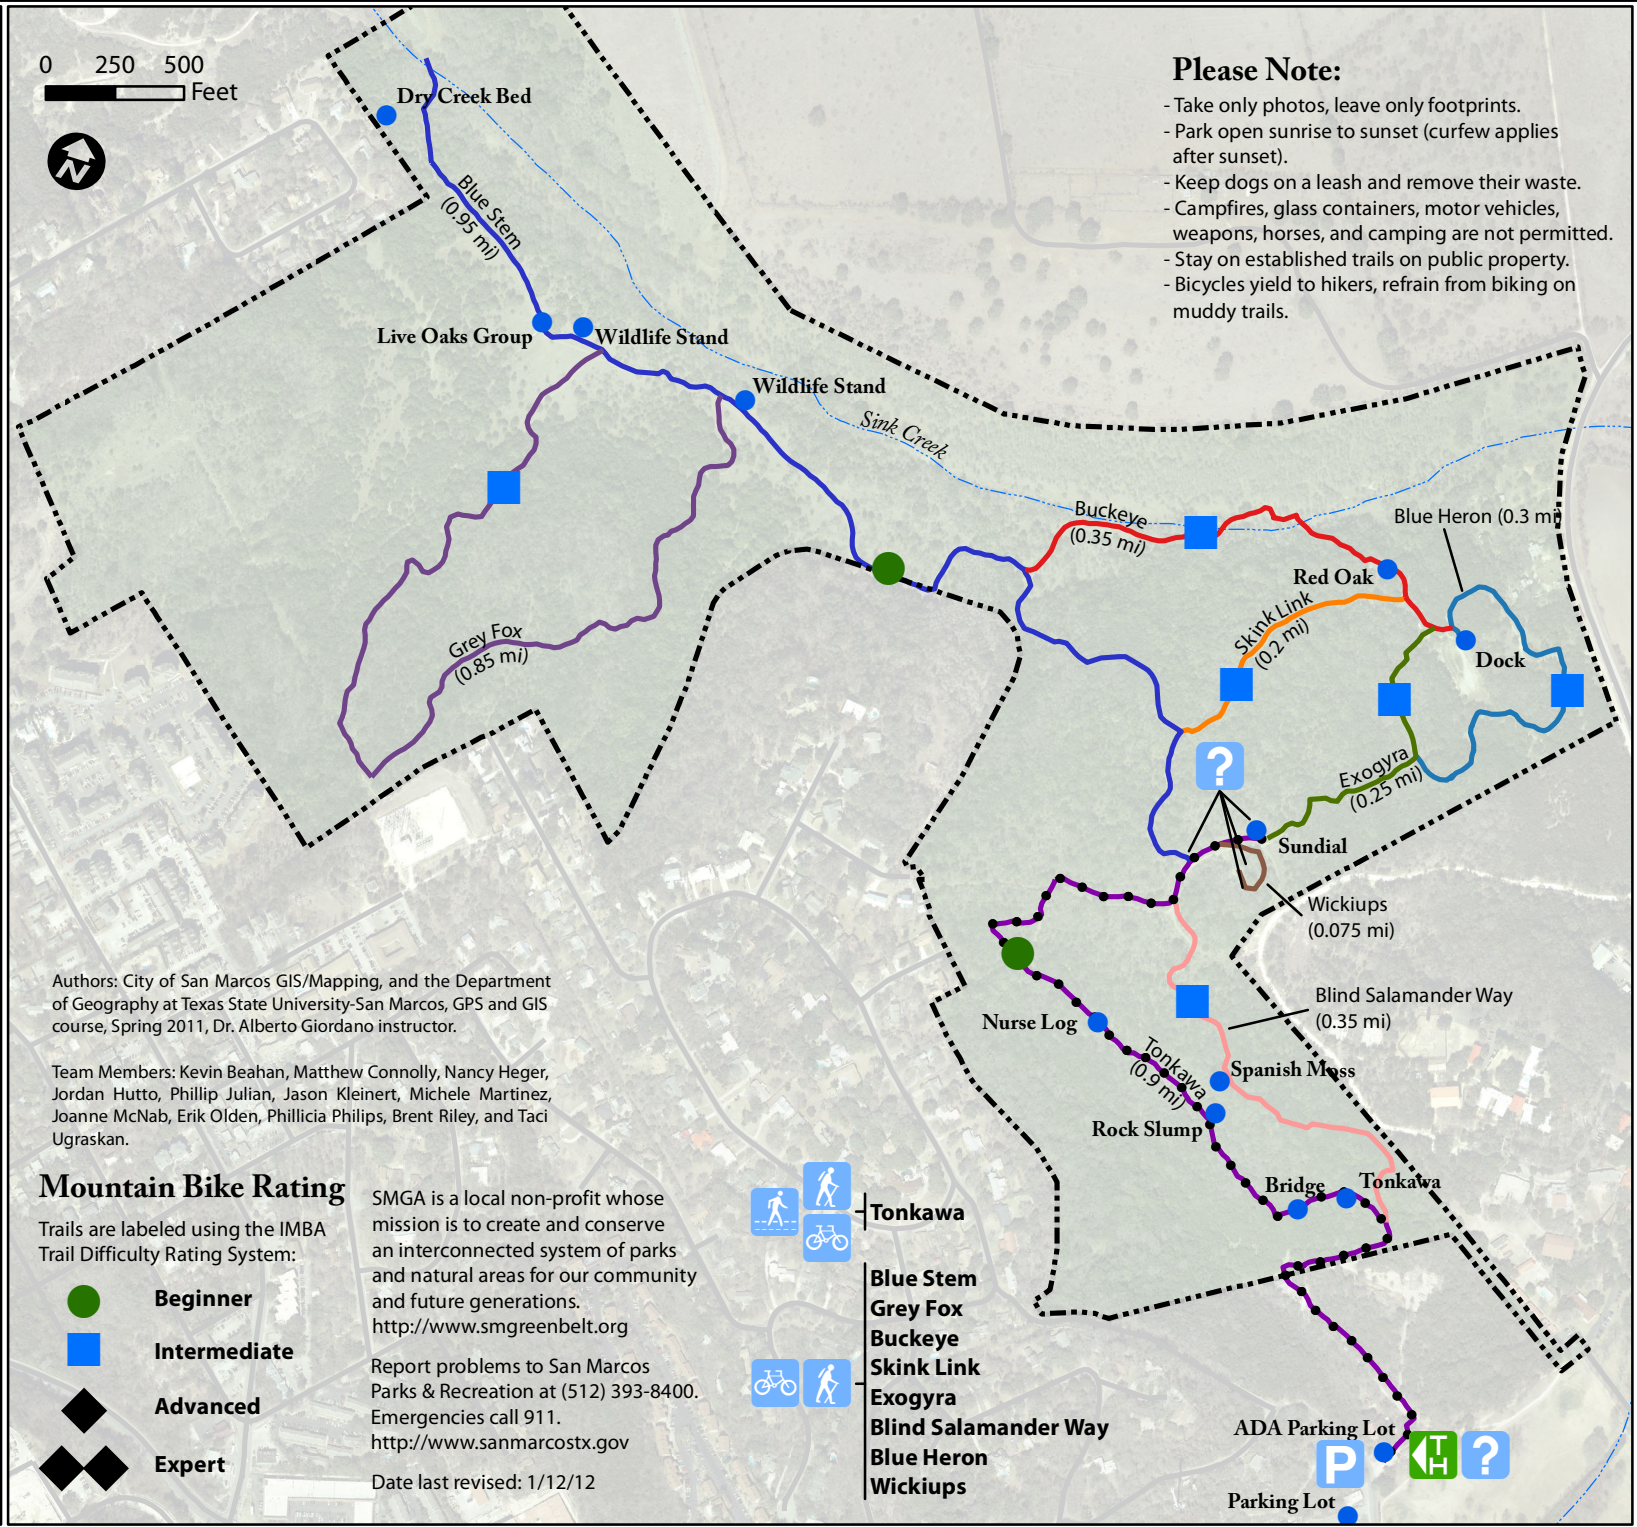 0 250 500
Feet
N
Dry Creek Bed
Blue Stem
(0.95 mi)
Live Oaks Group
Wildlife Stand
Wildlife Stand
Sink Creek
Please Note:
- Take only photos, leave only footprints.
- Park open sunrise to sunset (curfew applies
after sunset).
- Keep dogs on a leash and remove their waste.
- Campfires, glass containers, motor vehicles,
weapons, horses, and camping are not permitted.
- Stay on established trails on public property.
- Bicycles yield to hikers, refrain from biking on
muddy trails.
Buckeye
(0.35 mi)
Blue Heron (0.3 mi)
Red Oak
Skink Link
(0.2 mi)
Dock
Grey Fox
(0.85 mi)
?
Exogyra
(0.25 mi)
Sundial
Wickiups
(0.075 mi)
Blind Salamander Way
(0.35 mi)
Nurse Log
Tonkawa
(0.9 mi)
Spanish Moss
Rock Slump
Bridge
Tonkawa
Authors: City of San Marcos GIS/Mapping, and the Department
of Geography at Texas State University-San Marcos, GPS and GIS
course, Spring 2011, Dr. Alberto Giordano instructor.
Team Members: Kevin Beahan, Matthew Connolly, Nancy Heger,
Jordan Hutto, Phillip Julian, Jason Kleinert, Michele Martinez,
Joanne McNab, Erik Olden, Phillicia Philips, Brent Riley, and Taci
Ugraskan.
Mountain Bike Rating
Trails are labeled using the IMBA
Trail Difficulty Rating System:
Beginner
Intermediate
Advanced
Expert
SMGA is a local non-profit whose
mission is to create and conserve
an interconnected system of parks
and natural areas for our community
and future generations.
http://www.smgreenbelt.org
Report problems to San Marcos
Parks & Recreation at (512) 393-8400.
Emergencies call 911.
http://www.sanmarcostx.gov
Date last revised: 1/12/12
Tonkawa
Blue Stem
Grey Fox
Buckeye
Skink Link
Exogyra
Blind Salamander Way
Blue Heron
Wickiups
ADA Parking Lot
P
TH
?
Parking Lot